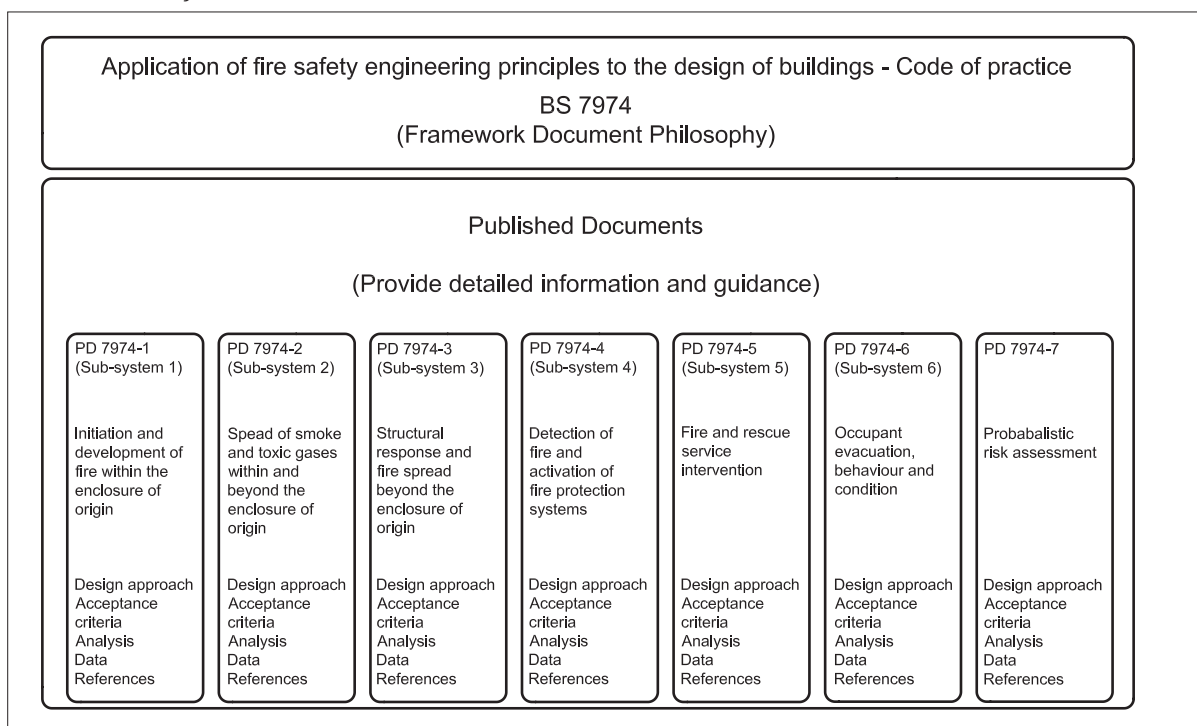 Application of fire safety engineering principles to the design of buildings - Code of practice
BS 7974
(Framework Document Philosophy)
Published Documents
(Provide detailed information and guidance)
PD 7974-1
(Sub-system 1)
Initiation and
development of
fire within the
enclosure of
origin
Design approach
Acceptance
criteria
Analysis
Data
References
PD 7974-2
(Sub-system 2)
Spead of smoke
and toxic gases
within and
beyond the
enclosure of
origin
Design approach
Acceptance
criteria
Analysis
Data
References
PD 7974-3
(Sub-system 3)
Structural
response and
fire spread
beyond the
enclosure of
origin
Design approach
Acceptance
criteria
Analysis
Data
References
PD 7974-4
(Sub-system 4)
Detection of
fire and
activation of
fire protection
systems
Design approach
Acceptance
criteria
Analysis
Data
References
PD 7974-5
(Sub-system 5)
Fire and rescue
service
intervention
Design approach
Acceptance
criteria
Analysis
Data
References
PD 7974-6
(Sub-system 6)
Occupant
evacuation,
behaviour and
condition
Design approach
Acceptance
criteria
Analysis
Data
References
PD 7974-7
Probabalistic
risk assessment
Design approach
Acceptance
criteria
Analysis
Data
References